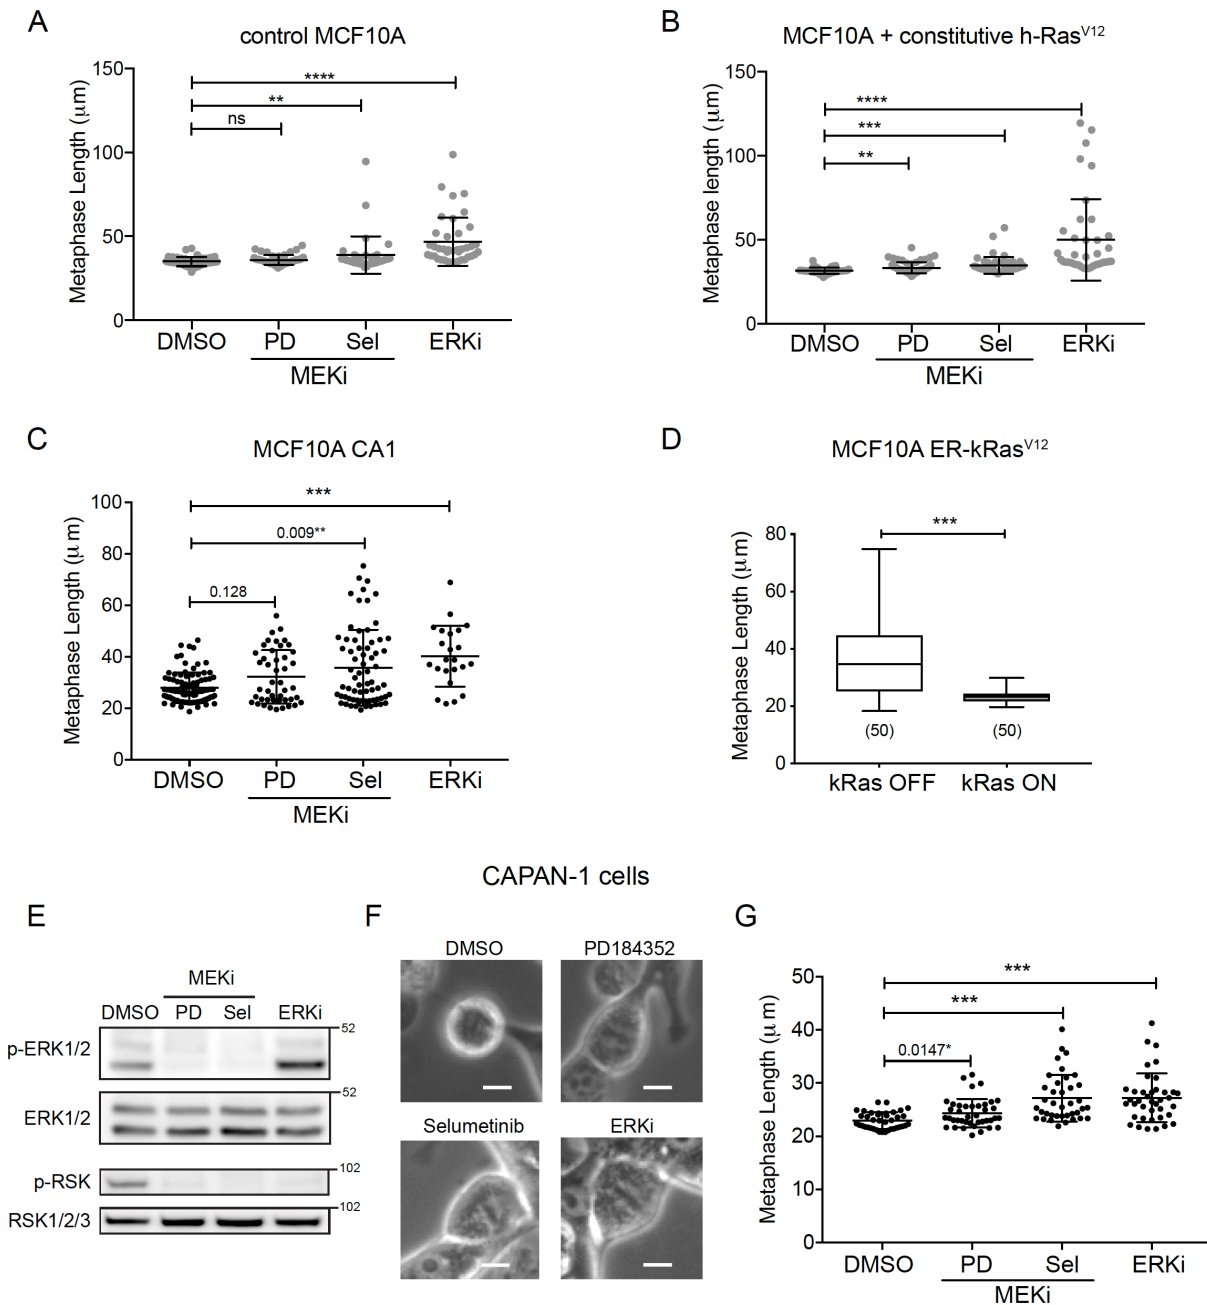 A
control MCF10A
Metaphase Length (μm)
150
100
50
0
****
**
ns
DMSO PD Sel ERKi
MEKi
B
MCF10A + constitutive h-Ras^V12
Metaphase length (μm)
150
100
50
0
****
***
**
DMSO PD Sel ERKi
MEKi
C
MCF10A CA1
Metaphase Length (μm)
100
80
60
40
20
0
***
0.009**
0.128
DMSO PD Sel ERKi
MEKi
D
MCF10A ER-kRas^V12
Metaphase Length (μm)
80
60
40
20
0
***
(50) (50)
kRas OFF kRas ON
CAPAN-1 cells
E
MEKi
DMSO PD Sel ERKi
p-ERK1/2
52
ERK1/2
52
p-RSK
102
RSK1/2/3
102
F
DMSO PD184352
Selumetinib ERKi
G
Metaphase Length (μm)
50
40
30
20
10
0
***
***
0.0147*
DMSO PD Sel ERKi
MEKi